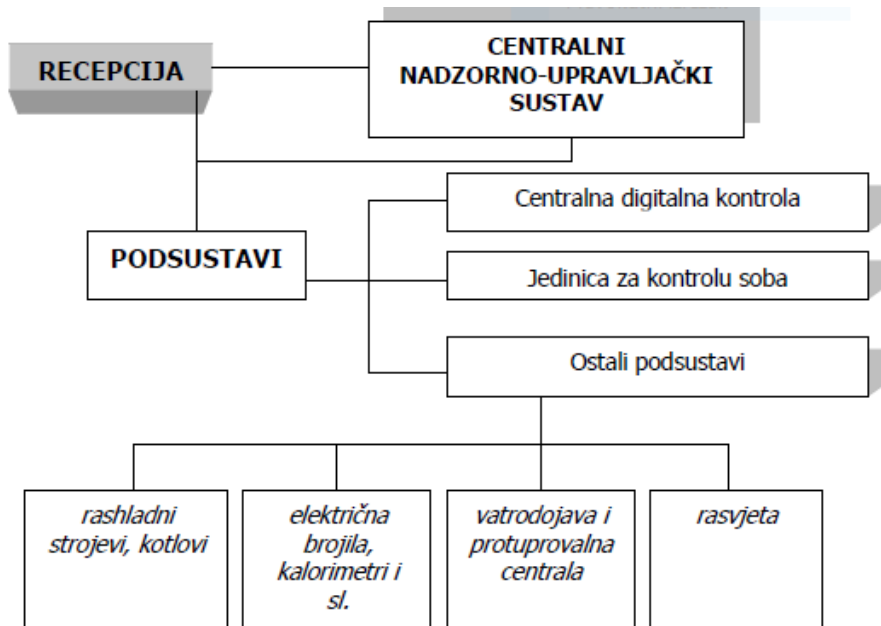 RECEPCIJA
CENTRALNI
NADZORNO-UPRAVLJAČKI
SUSTAV
Centralna digitalna kontrola
PODSUSTAVI
Jedinica za kontrolu soba
Ostali podsustavi
rashladni
strojevi, kotlovi
električna
brojila,
kalorimetri i
sl.
vatrodojava i
protuprovalna
centrala
rasvjeta